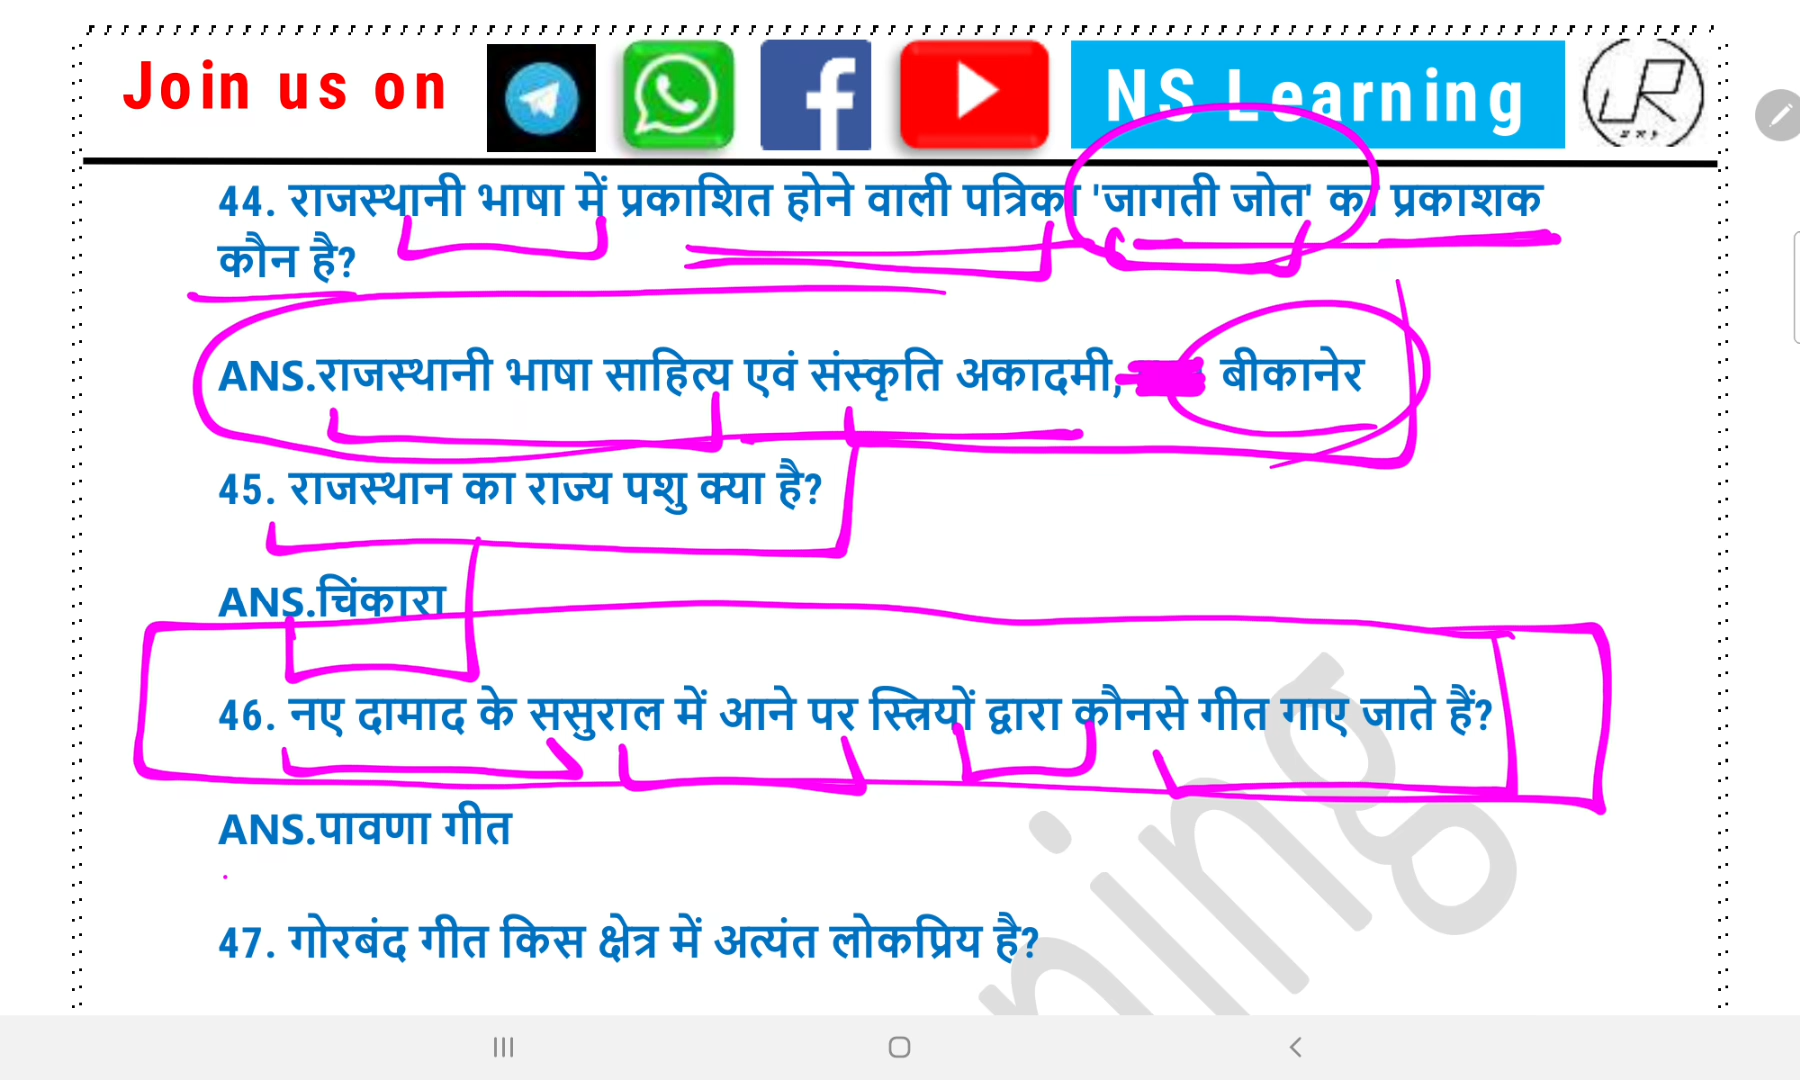 Join us on
NS Learning
44. राजस्थानी भाषा में प्रकाशित होने वाली पत्रिका 'जागती जोत' का प्रकाशक
कौन है?
ANS.राजस्थानी भाषा साहित्य एवं संस्कृति अकादमी, बीकानेर
45. राजस्थान का राज्य पशु क्या है?
ANS.चिंकारा
46. नए दामाद के ससुराल में आने पर स्त्रियों द्वारा कौनसे गीत गाए जाते हैं?
ANS.पावणा गीत
47. गोरबंद गीत किस क्षेत्र में अत्यंत लोकप्रिय है?